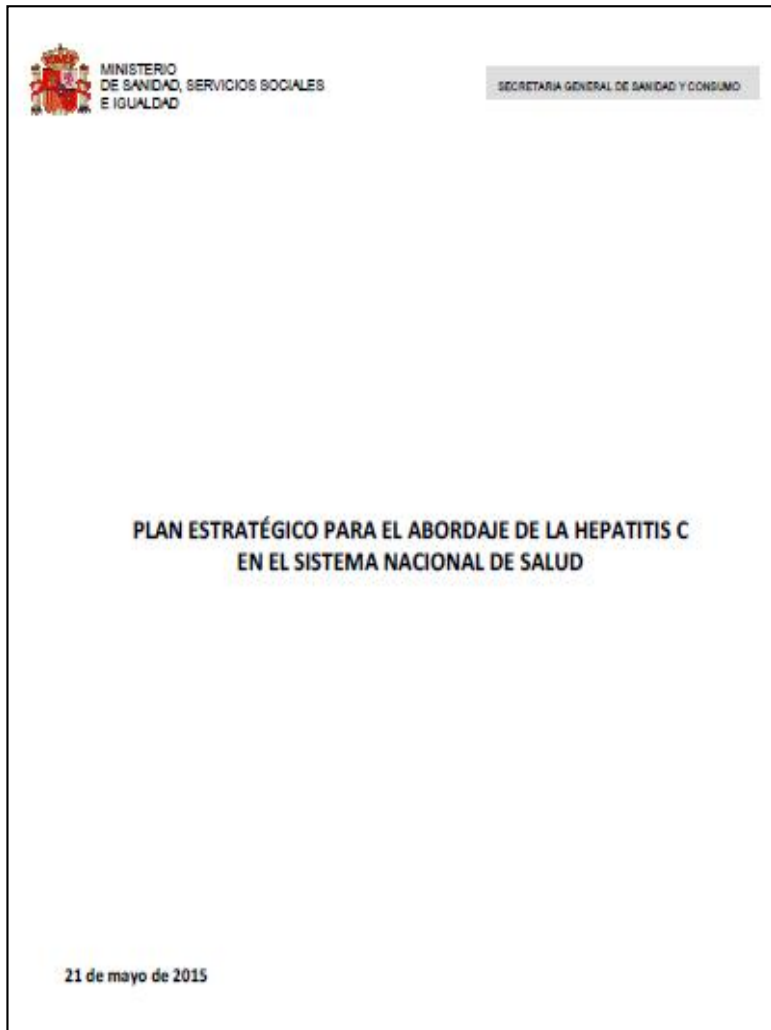 MINISTERIO
DE SANIDAD, SERVICIOS SOCIALES
E IGUALDAD
SECRETARIA GENERAL DE SANIDAD Y CONSUMO
PLAN ESTRATÉGICO PARA EL ABORDAJE DE LA HEPATITIS C
EN EL SISTEMA NACIONAL DE SALUD
21 de mayo de 2015